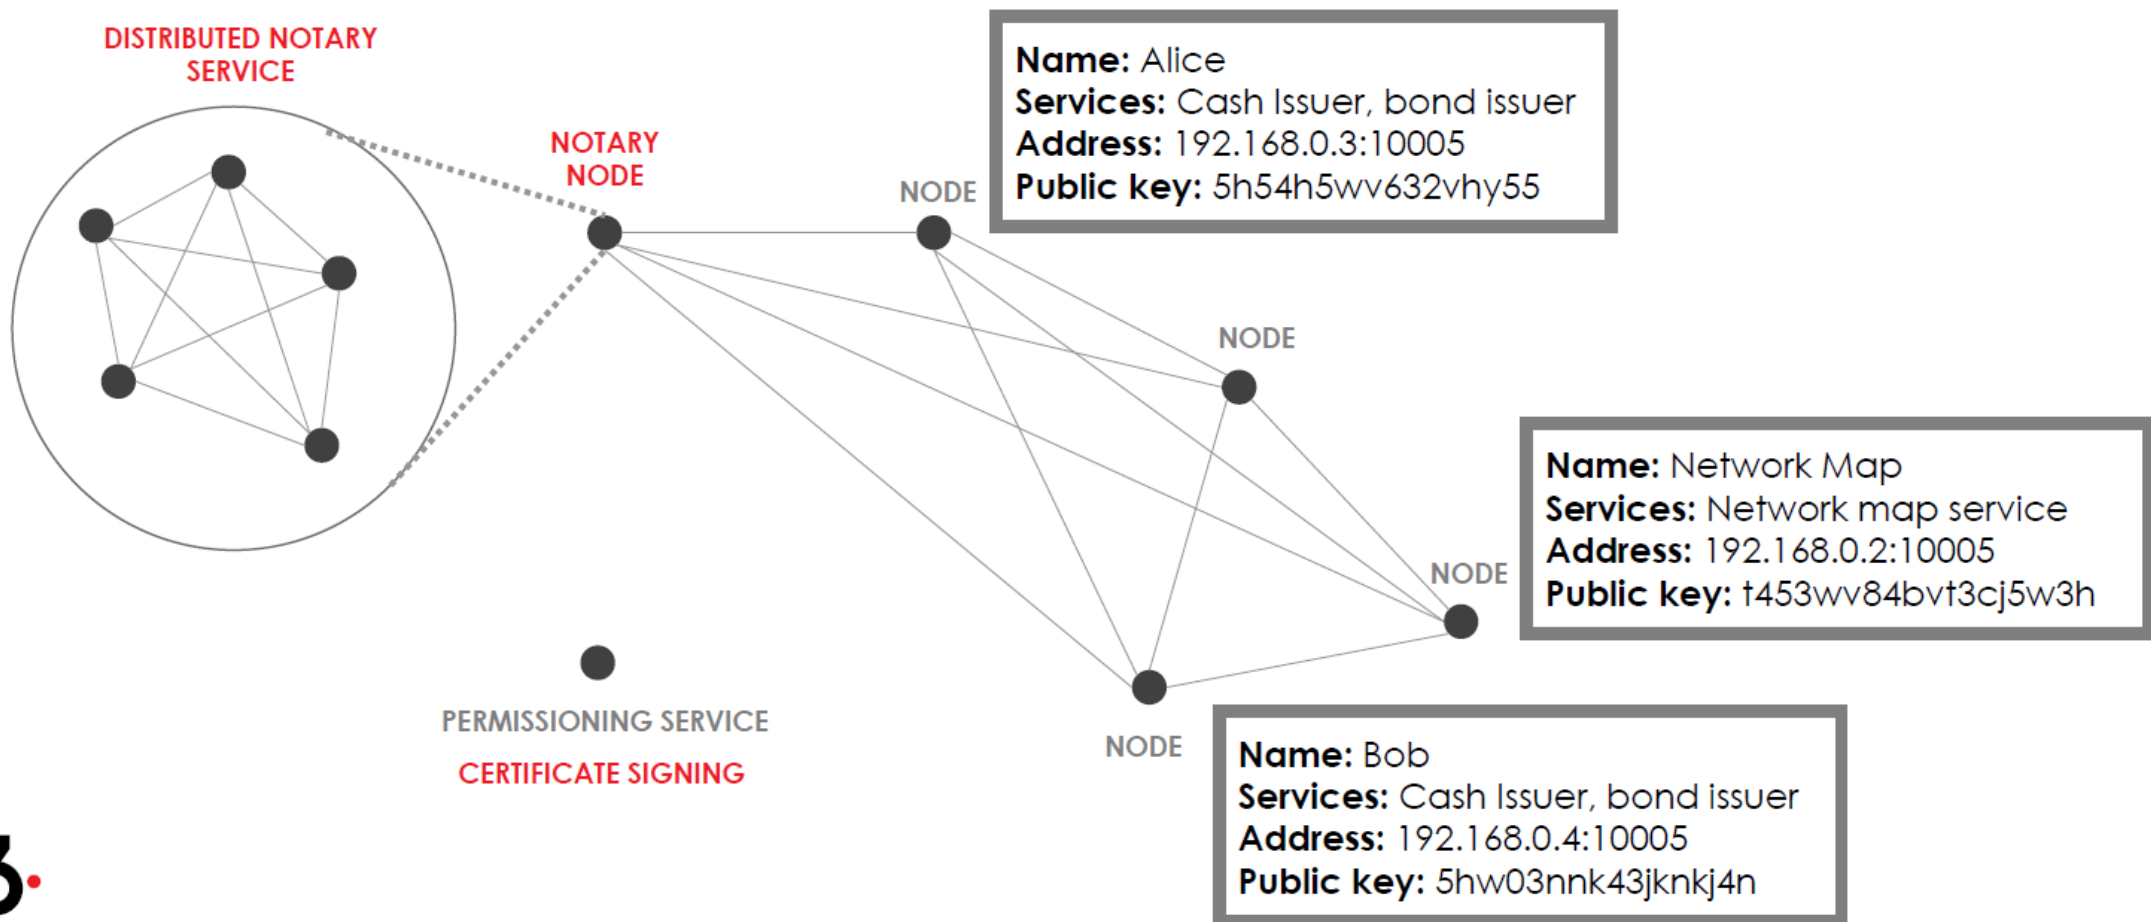 DISTRIBUTED NOTARY
SERVICE
NOTARY
NODE
NODE
Name: Alice
Services: Cash Issuer, bond issuer
Address: 192.168.0.3:10005
Public key: 5h54h5wv632vhy55
NODE
NODE
Name: Network Map
Services: Network map service
Address: 192.168.0.2:10005
Public key: t453wv84bvt3cj5w3h
PERMISSIONING SERVICE
CERTIFICATE SIGNING
NODE
Name: Bob
Services: Cash Issuer, bond issuer
Address: 192.168.0.4:10005
Public key: 5hw03nnk43jknkj4n